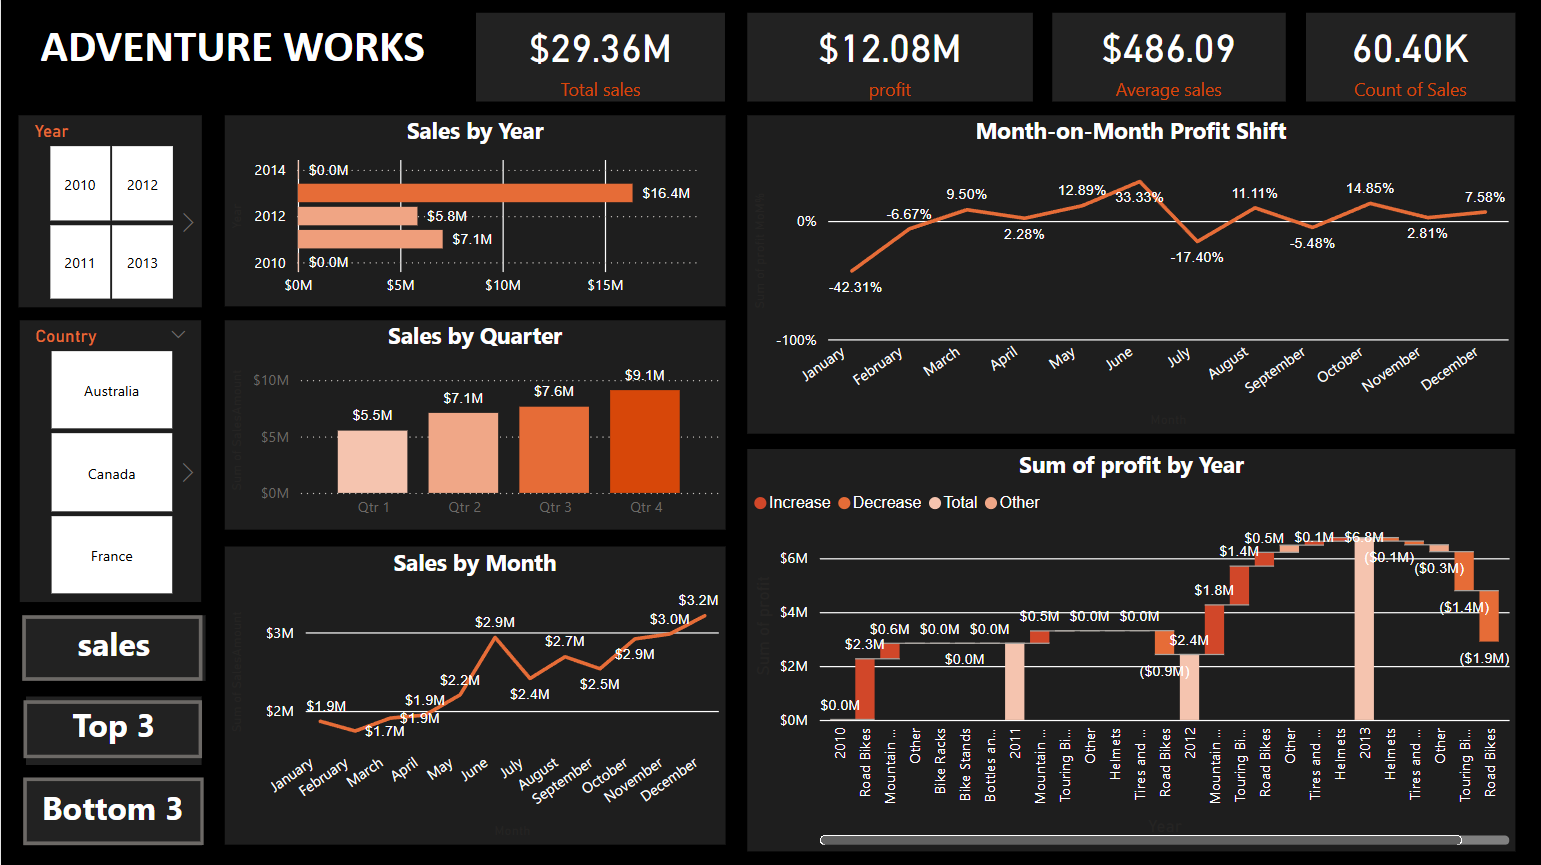 ADVENTURE WORKS
$29.36M
Total sales
$12.08M
profit
$486.09
Average sales
60.40K
Count of Sales
Year
2010
2012
2011
2013
Country
Australia
Canada
France
sales
Top 3
Bottom 3
Sales by Year
2014
$0.0M
$16.4M
2012
$5.8M
$7.1M
2010
$0.0M
$0M
$5M
$10M
$15M
Sales by Quarter
$10M
$5M
$0M
$5.5M
$7.1M
$7.6M
$9.1M
Qtr 1
Qtr 2
Qtr 3
Qtr 4
Sales by Month
$3M
$2M
$1.9M
$1.7M
$1.9M
$1.9M
$2.2M
$2.9M
$2.4M
$2.7M
$2.5M
$2.9M
$3.0M
$3.2M
January
February
March
April
May
June
July
August
September
October
November
December
Month
Month-on-Month Profit Shift
0%
-100%
-42.31%
-6.67%
9.50%
2.28%
12.89%
33.33%
-17.40%
11.11%
-5.48%
14.85%
2.81%
7.58%
January
February
March
April
May
June
July
August
September
October
November
December
Month
Sum of profit by Year
Increase
Decrease
Total
Other
Sum of profit
$6M
$4M
$2M
$0M
$0.0M
$2.3M
$0.6M
$0.0M
$0.0M
$0.0M
$0.5M
$0.0M
$0.0M
($0.9M)
$2.4M
$1.8M
$1.4M
$0.5M
$0.1M
$6.8M
($0.1M)
($0.3M)
($1.4M)
($1.9M)
2010
Road Bikes
Mountain ...
Other
Bike Racks
Bike Stands
Bottles an...
2011
Mountain ...
Touring Bi...
Other
Helmets
Tires and ...
Road Bikes
2012
Mountain ...
Touring Bi...
Road Bikes
Other
Tires and ...
Helmets
2013
Helmets
Tires and ...
Other
Touring Bi...
Road Bikes
Year